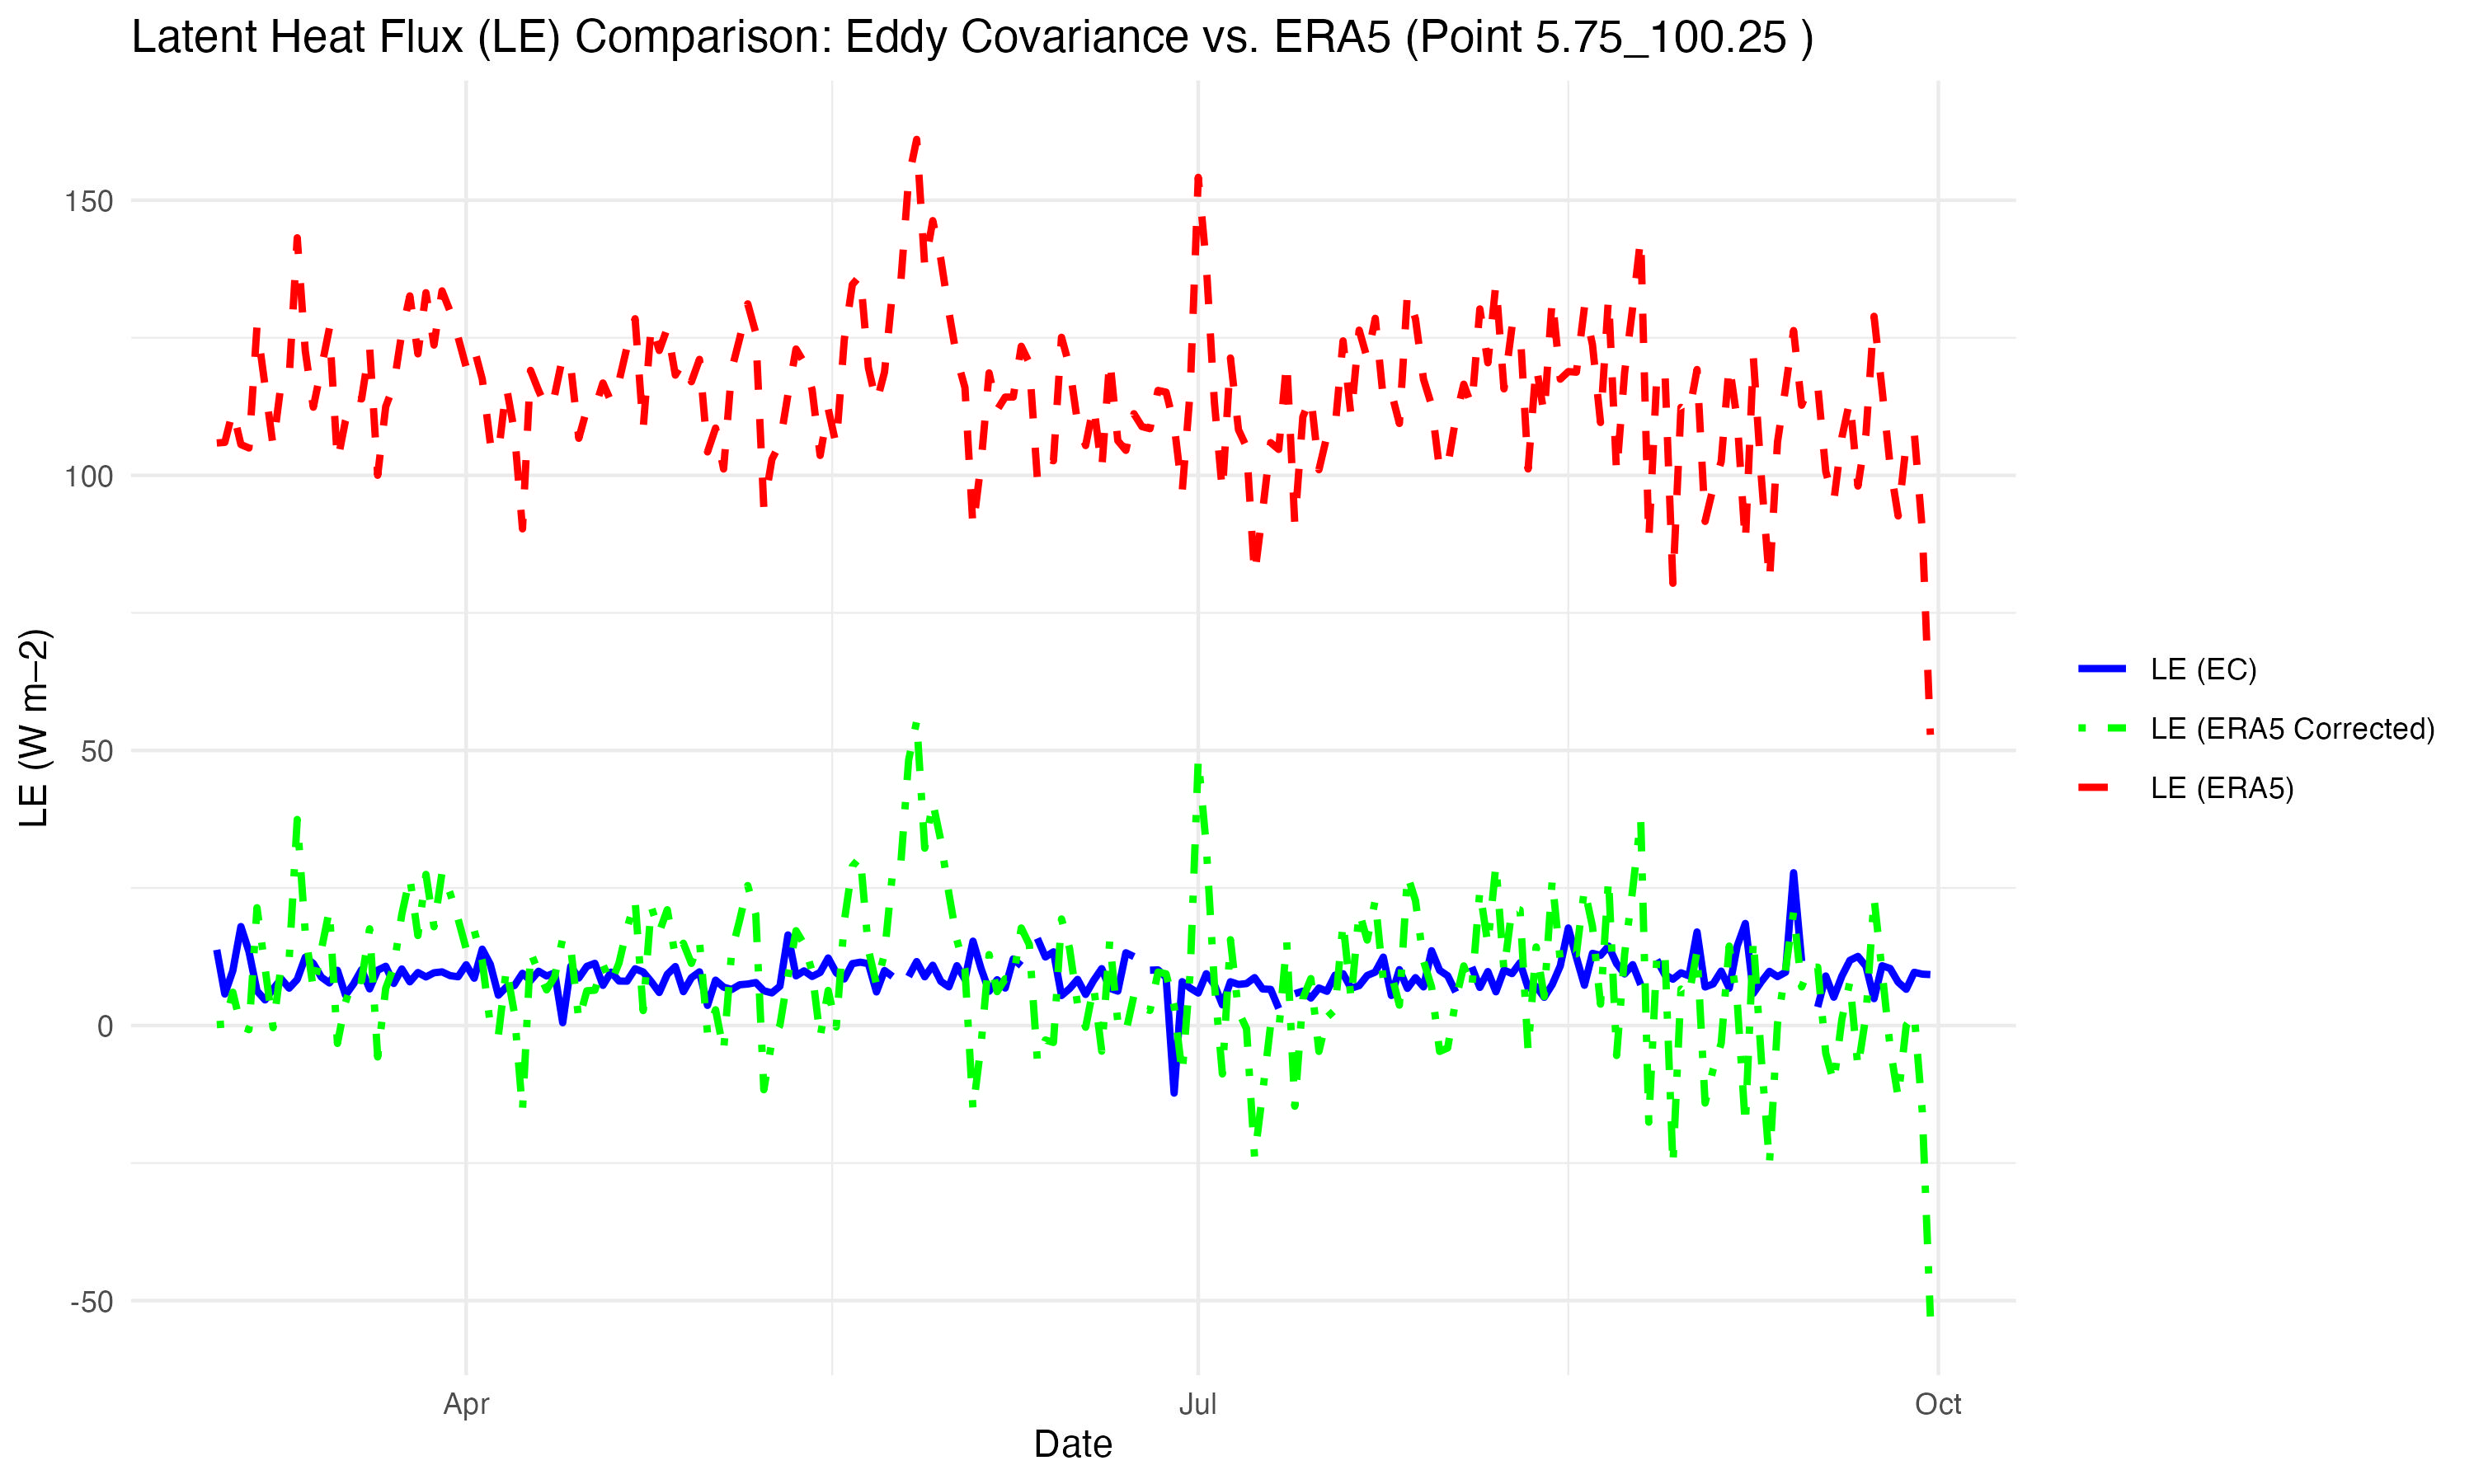 Latent Heat Flux (LE) Comparison: Eddy Covariance vs. ERA5 (Point 5.75_100.25 )
LE (W m−2)
150
100
50
0
-50
Apr
Jul
Oct
Date
LE (EC)
LE (ERA5 Corrected)
LE (ERA5)